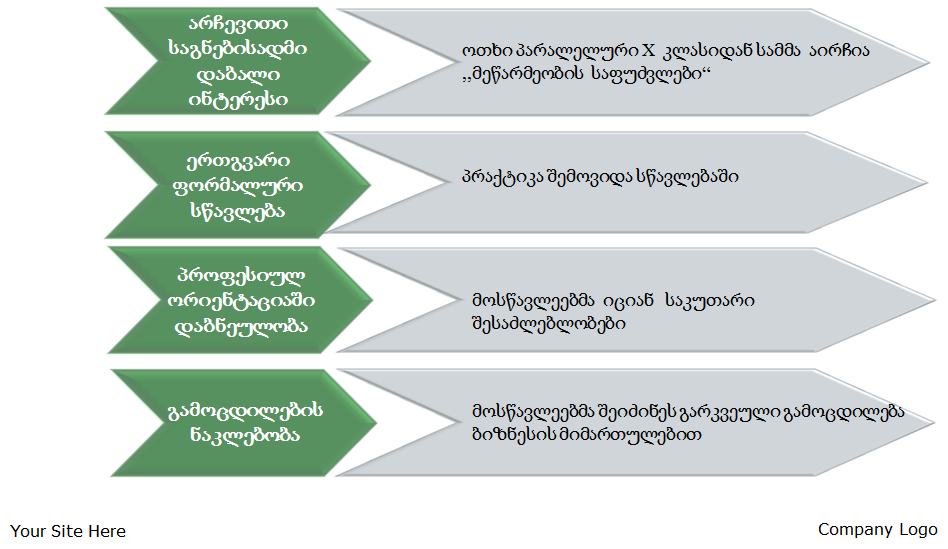 არჩევითი
საგნებისადმი
დაბალი
ინტერესი
ოთხი პარალელური X კლასიდან სამმა აირჩია
„მეწარმეობის საფუძვლები“
ერთგვარი
ფორმალური
სწავლება
პრაქტიკა შემოვიდა სწავლებაში
პროფესიულ
ორიენტაციაში
დაბნეულობა
მოსწავლეებმა იციან საკუთარი
შესაძლებლობები
გამოცდილების
ნაკლებობა
მოსწავლეებმა შეიძინეს გარკვეული გამოცდილება
ბიზნესის მიმართულებით
Your Site Here
Company Logo